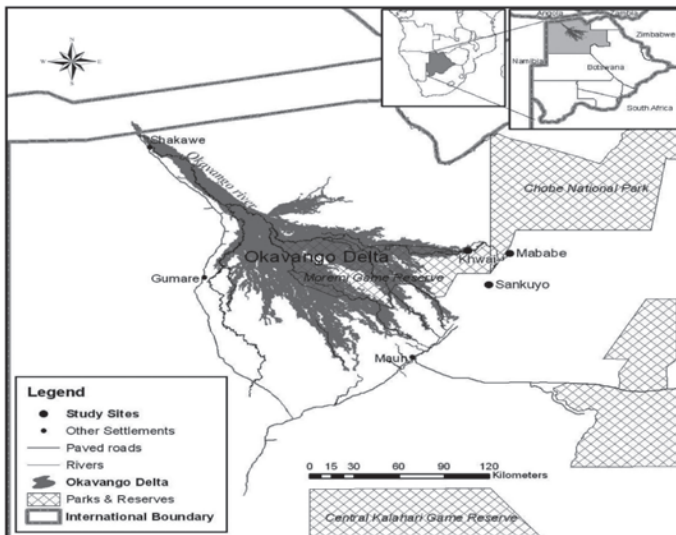 N
W
S
Angola
Zambia
Zimbabwe
Namibia
Botswana
South Africa
Shakawe
Okavango river
Chobe National Park
Okavango Delta
Khwai
Mababe
Moremi Game Reserve
Gumare
Sankuyo
Maun
Legend
Study Sites
Other Settlements
Paved roads
Rivers
Okavango Delta
Parks & Reserves
International Boundary
0 15 30 60 90 120
Kilometers
Central Kalahari Game Reserve